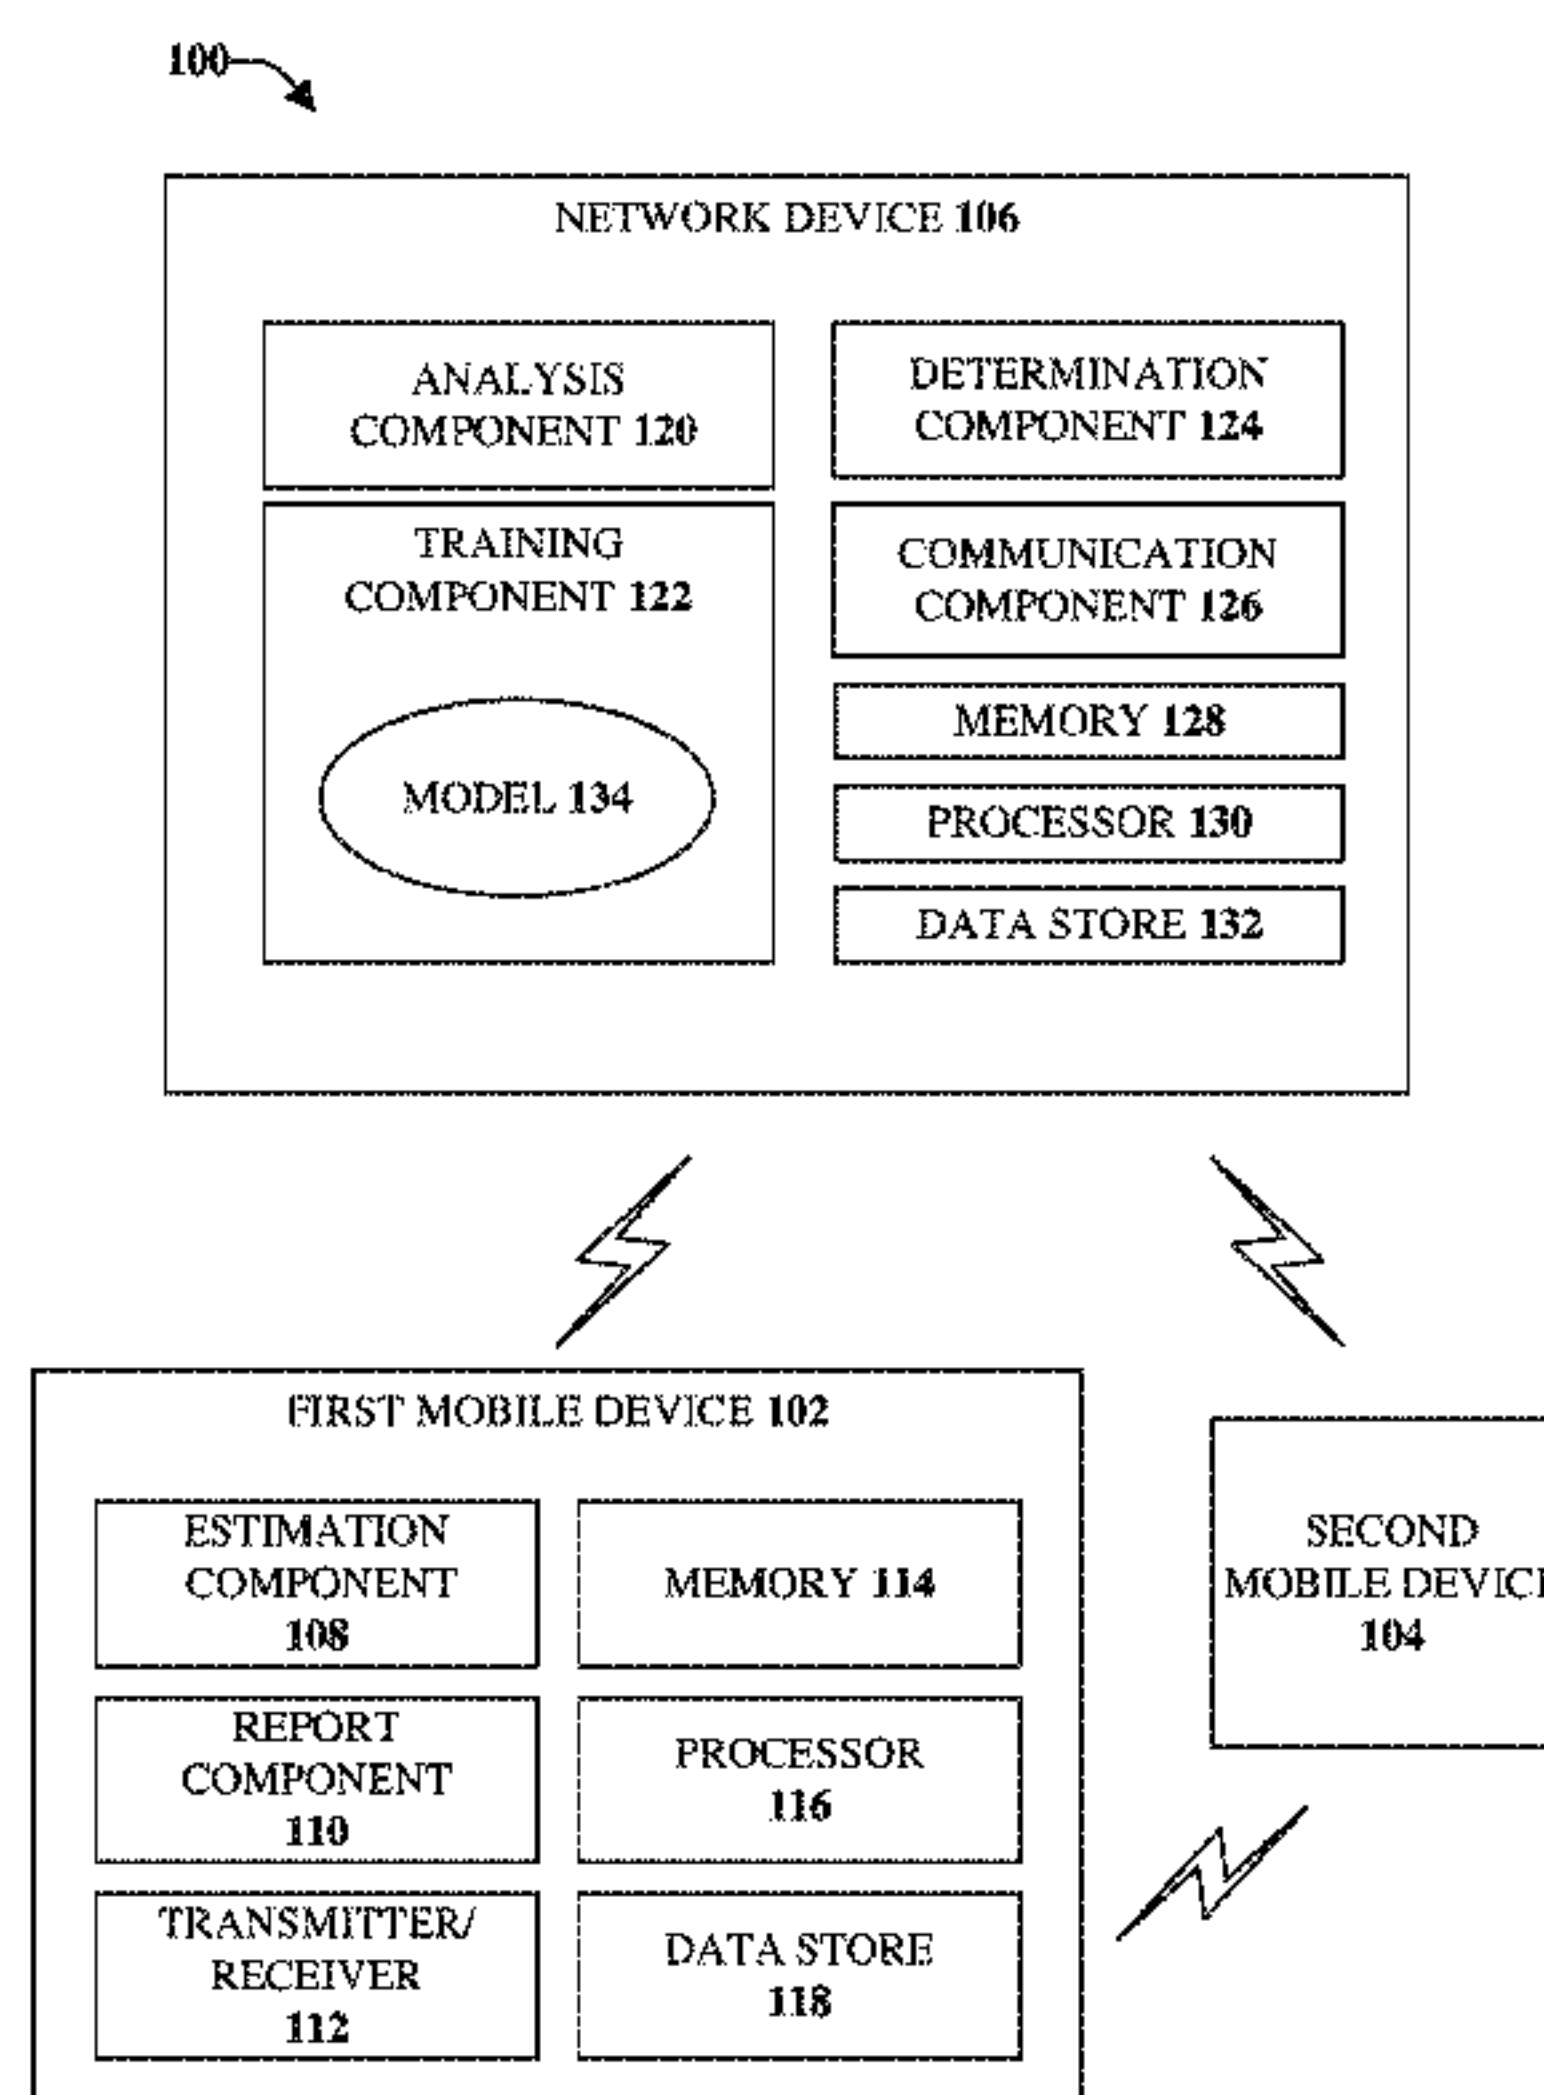 100
NETWORK DEVICE 106
ANALYSIS
COMPONENT 120
DETERMINATION
COMPONENT 124
TRAINING
COMPONENT 122
MODEL 134
COMMUNICATION
COMPONENT 126
MEMORY 128
PROCESSOR 130
DATA STORE 132
FIRST MOBILE DEVICE 102
ESTIMATION
COMPONENT
108
MEMORY 114
REPORT
COMPONENT
110
PROCESSOR
116
TRANSMITTER/
RECEIVER
112
DATA STORE
118
SECOND
MOBILE DEVICE
104